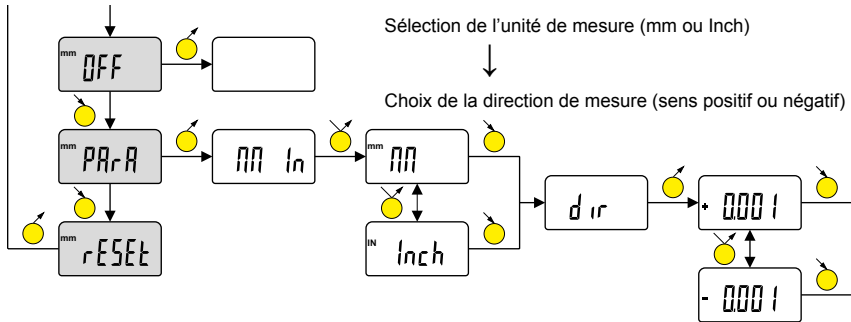 Sélection de l'unité de mesure (mm ou Inch)
mm OFF
Choix de la direction de mesure (sens positif ou négatif)
mm PArA
MM In
mm MM
dir
+ 0.001
mm rESEt
IN Inch
- 0.001